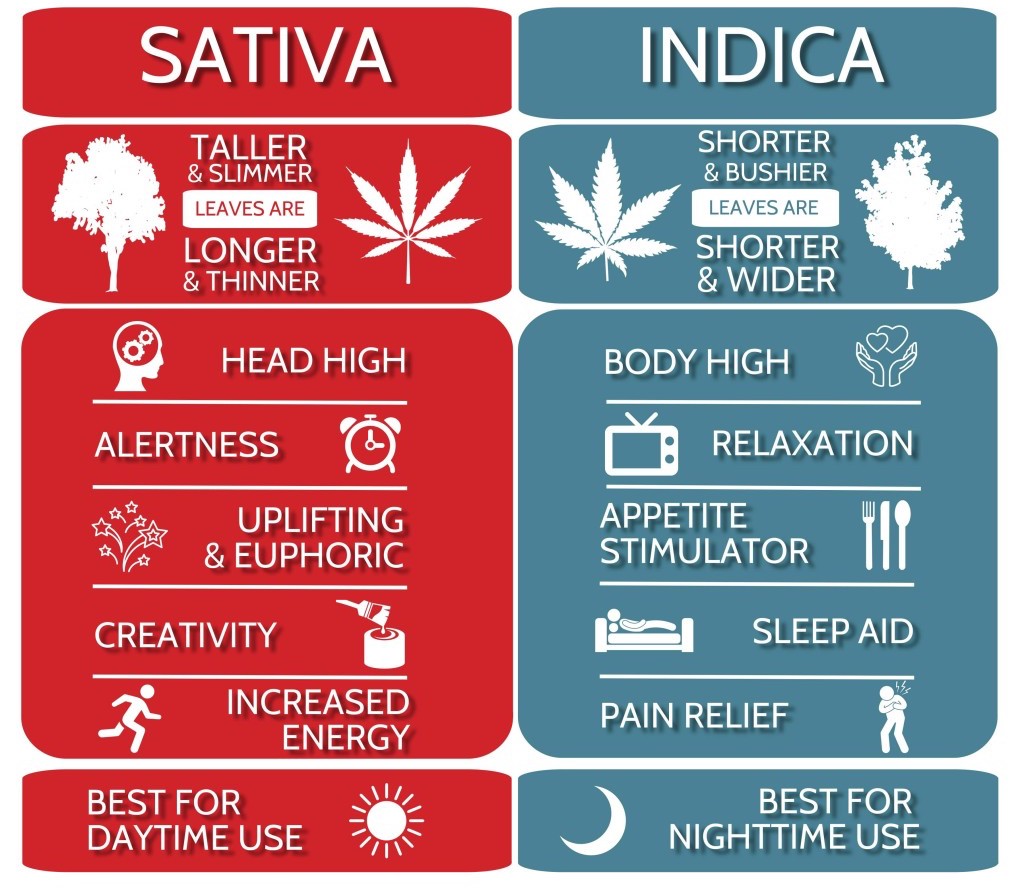 SATIVA
TALLER
& SLIMMER
LEAVES ARE
LONGER
& THINNER
HEAD HIGH
ALERTNESS
UPLIFTING
& EUPHORIC
CREATIVITY
INCREASED
ENERGY
BEST FOR
DAYTIME USE
INDICA
SHORTER
& BUSHIER
LEAVES ARE
SHORTER
& WIDER
BODY HIGH
RELAXATION
APPETITE
STIMULATOR
SLEEP AID
PAIN RELIEF
BEST FOR
NIGHTTIME USE